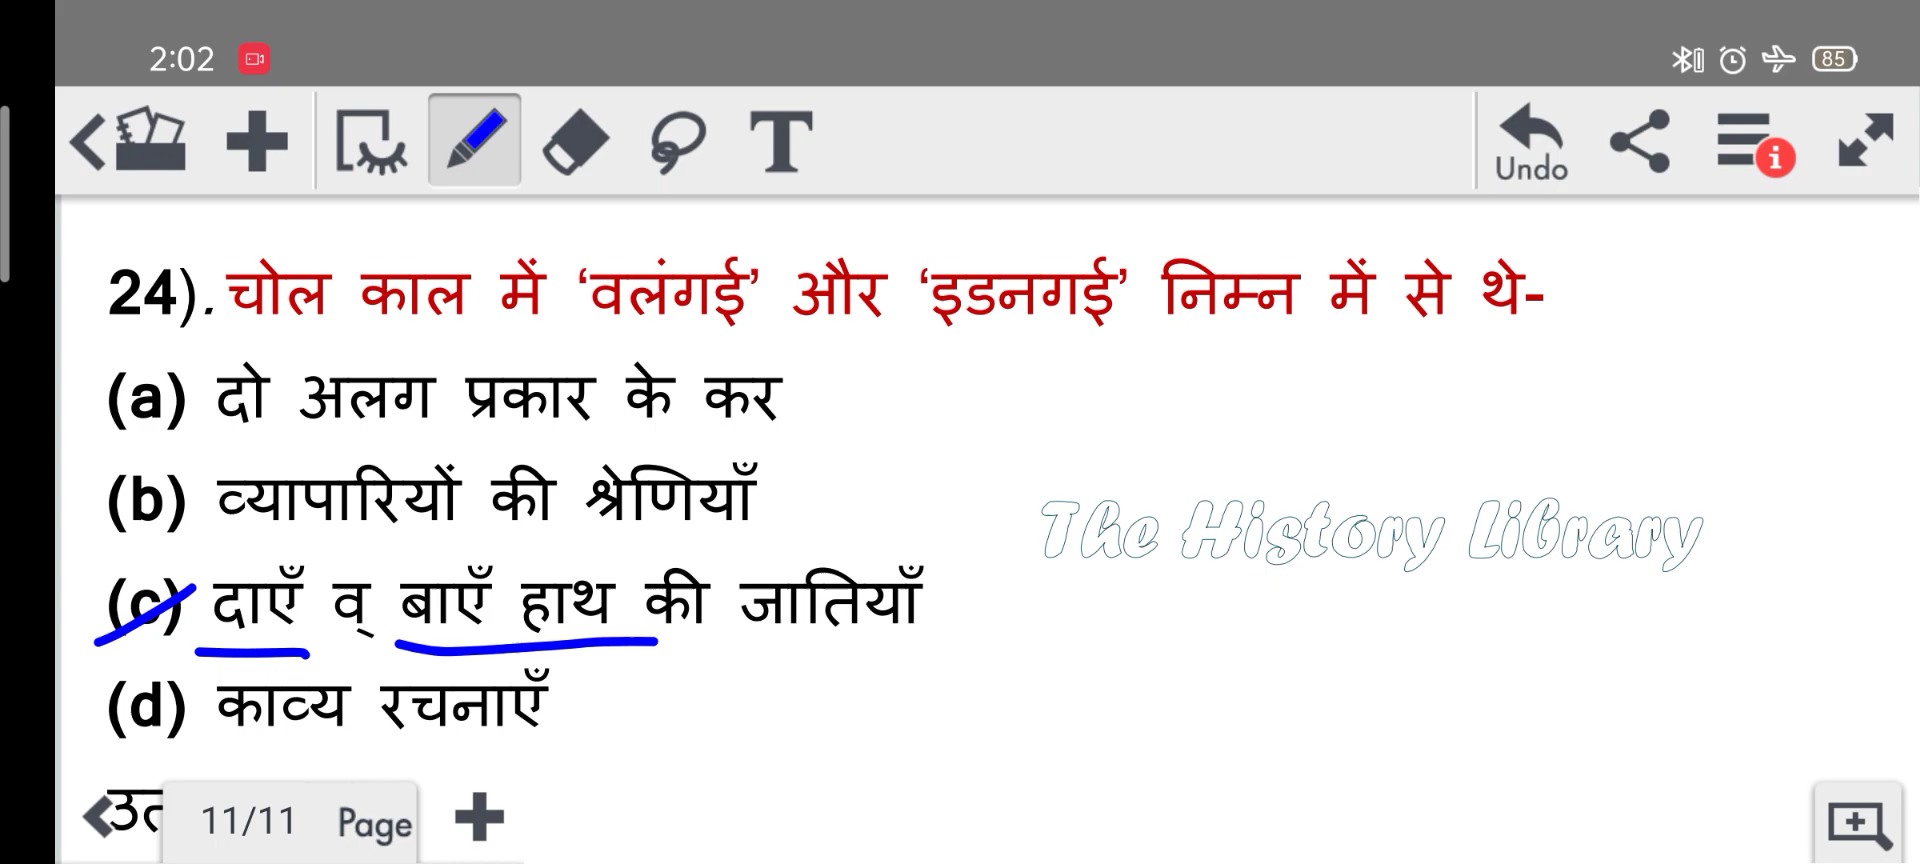 2:02 85
Undo
24). चोल काल में ‘वलंगई’ और ‘इडनगई’ निम्न में से थे-
(a) दो अलग प्रकार के कर
(b) व्यापारियों की श्रेणियाँ
The History Library
(c) दाएँ व् बाएँ हाथ की जातियाँ
(d) काव्य रचनाएँ
11/11 Page